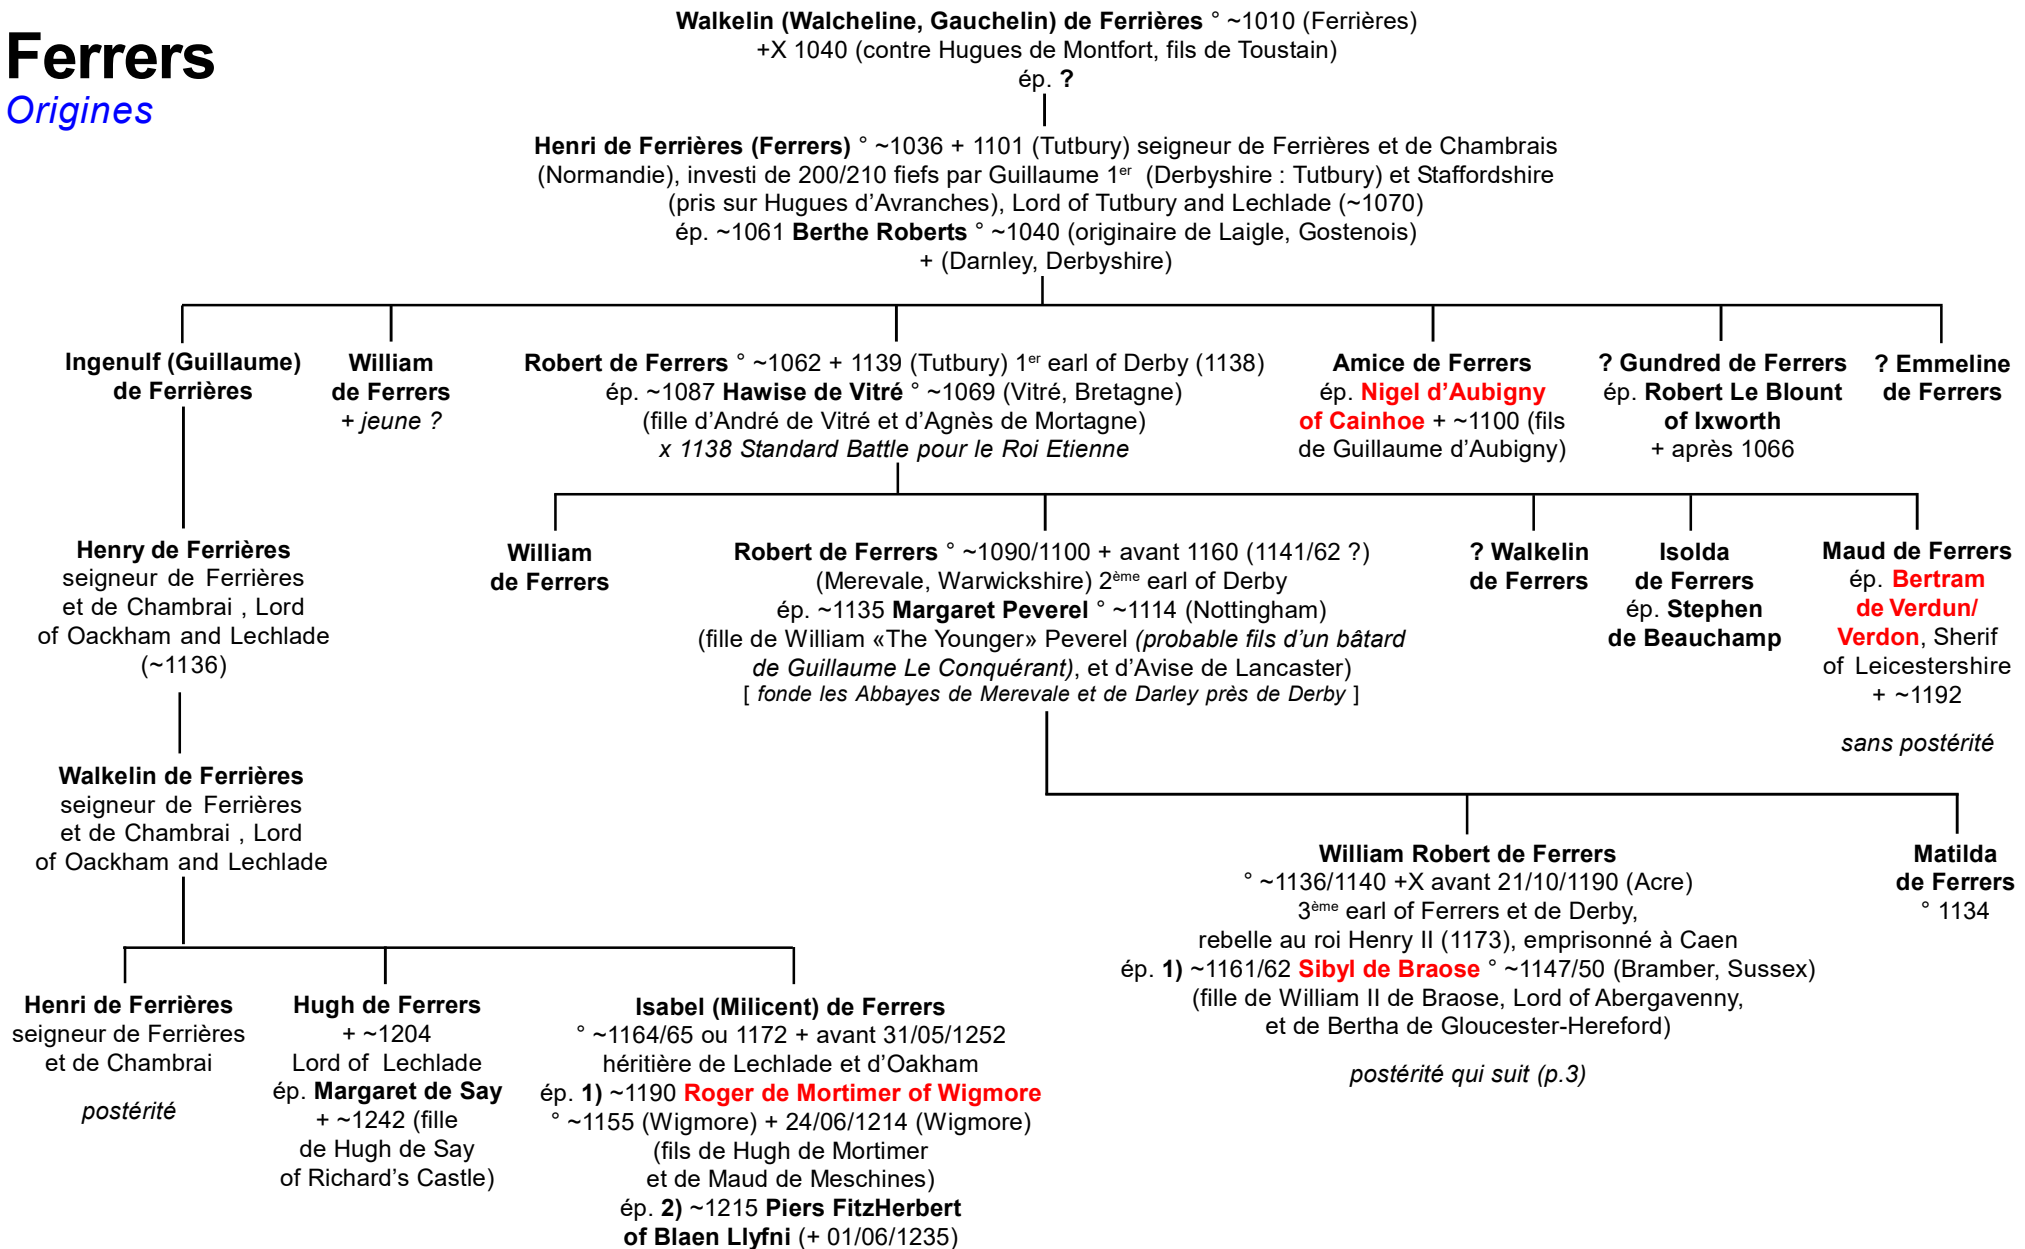 Ferrers
Origines
Walkelin (Walcheline, Gauchelin) de Ferrières ° ~1010 (Ferrières)
+X 1040 (contre Hugues de Montfort, fils de Toustain)
ép. ?
Henri de Ferrières (Ferrers) ° ~1036 + 1101 (Tutbury) seigneur de Ferrières et de Chambrais
(Normandie), investi de 200/210 fiefs par Guillaume 1er (Derbyshire : Tutbury) et Staffordshire
(pris sur Hugues d’Avranches), Lord of Tutbury and Lechlade (~1070)
ép. ~1061 Berthe Roberts ° ~1040 (originaire de Laigle, Gostenois)
+ (Darnley, Derbyshire)
Ingenulf (Guillaume)
de Ferrières
William
de Ferrers
+ jeune ?
Robert de Ferrers ° ~1062 + 1139 (Tutbury) 1er earl of Derby (1138)
ép. ~1087 Hawise de Vitré ° ~1069 (Vitré, Bretagne)
(fille d’André de Vitré et d’Agnès de Mortagne)
x 1138 Standard Battle pour le Roi Etienne
Amice de Ferrers
ép. Nigel d’Aubigny
of Cainhoe + ~1100 (fils
de Guillaume d’Aubigny)
? Gundred de Ferrers
ép. Robert Le Blount
of Ixworth
+ après 1066
? Emmeline
de Ferrers
Henry de Ferrières
seigneur de Ferrières
et de Chambrai , Lord
of Oackham and Lechlade
(~1136)
William
de Ferrers
Robert de Ferrers ° ~1090/1100 + avant 1160 (1141/62 ?)
(Merevale, Warwickshire) 2ème earl of Derby
ép. ~1135 Margaret Peverel ° ~1114 (Nottingham)
(fille de William «The Younger» Peverel (probable fils d’un bâtard
de Guillaume Le Conquérant), et d’Avise de Lancaster)
[ fonde les Abbayes de Merevale et de Darley près de Derby ]
? Walkelin
de Ferrers
Isolda
de Ferrers
ép. Stephen
de Beauchamp
Maud de Ferrers
ép. Bertram
de Verdun/
Verdon, Sherif
of Leicestershire
+ ~1192
sans postérité
Walkelin de Ferrières
seigneur de Ferrières
et de Chambrai , Lord
of Oackham and Lechlade
William Robert de Ferrers
° ~1136/1140 +X avant 21/10/1190 (Acre)
3ème earl of Ferrers et de Derby,
rebelle au roi Henry II (1173), emprisonné à Caen
ép. 1) ~1161/62 Sibyl de Braose ° ~1147/50 (Bramber, Sussex)
(fille de William II de Braose, Lord of Abergavenny,
et de Bertha de Gloucester-Hereford)
postérité qui suit (p.3)
Matilda
de Ferrers
° 1134
Henri de Ferrières
seigneur de Ferrières
et de Chambrai
postérité
Hugh de Ferrers
+ ~1204
Lord of Lechlade
ép. Margaret de Say
+ ~1242 (fille
de Hugh de Say
of Richard’s Castle)
Isabel (Milicent) de Ferrers
° ~1164/65 ou 1172 + avant 31/05/1252
héritière de Lechlade et d’Oakham
ép. 1) ~1190 Roger de Mortimer of Wigmore
° ~1155 (Wigmore) + 24/06/1214 (Wigmore)
(fils de Hugh de Mortimer
et de Maud de Meschines)
ép. 2) ~1215 Piers FitzHerbert
of Blaen Llyfni (+ 01/06/1235)